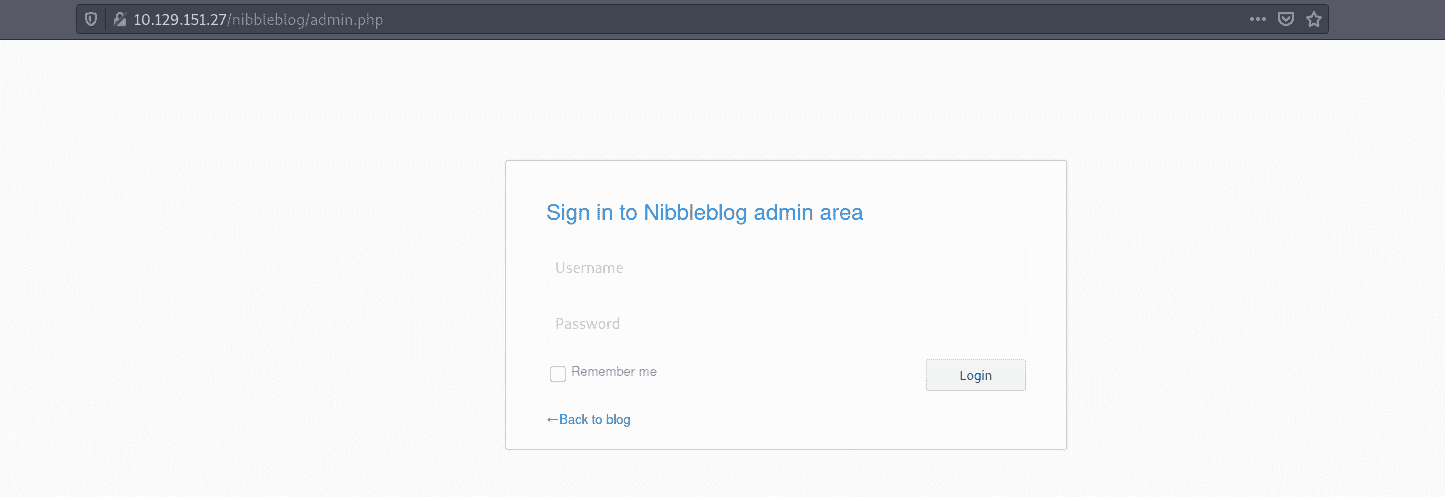 10.129.151.27/nibbleblog/admin.php
Sign in to Nibbleblog admin area
Username
Password
Remember me
Login
←Back to blog